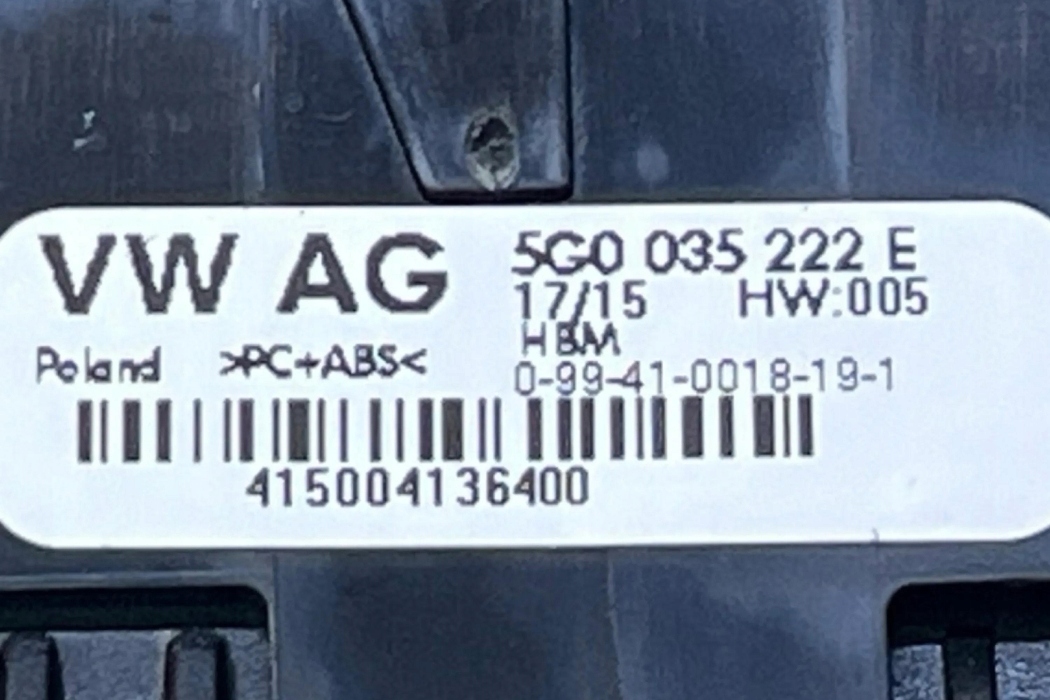 VW AG
5G0 035 222 E
17/15 HW:005
HBM
Poland >PC+ABS<
0-99-41-0018-19-1
415004136400